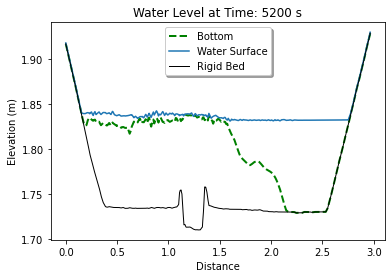 Water Level at Time: 5200 s
Bottom
Water Surface
Rigid Bed
Elevation (m)
1.90
1.85
1.80
1.75
1.70
0.0 0.5 1.0 1.5 2.0 2.5 3.0
Distance